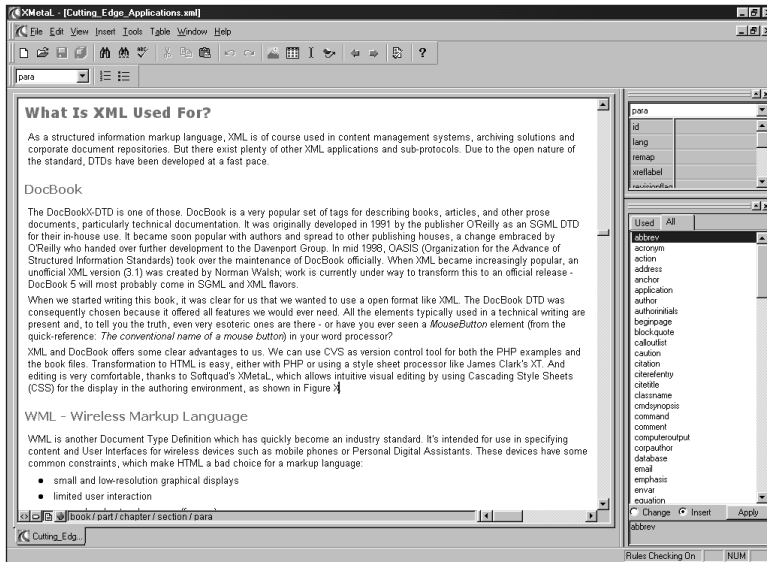 XMetaL - [Cutting_Edge_Applications.xml]
File Edit View Insert Tools Table Window Help
para
What Is XML Used For?
As a structured information markup language, XML is of course used in content management systems, archiving solutions and
corporate document repositories. But there exist plenty of other XML applications and sub-protocols. Due to the open nature of
the standard, DTDs have been developed at a fast pace.
DocBook
The DocBookX-DTD is one of those. DocBook is a very popular set of tags for describing books, articles, and other prose
documents, particularly technical documentation. It was originally developed in 1991 by the publisher O'Reilly as an SGML DTD
for their in-house use. It became soon popular with authors and spread to other publishing houses, a change embraced by
O'Reilly who handed over further development to the Davenport Group. In mid 1998, OASIS (Organization for the Advance of
Structured Information Standards) took over the maintenance of DocBook officially. When XML became increasingly popular, an
unofficial XML version (3.1) was created by Norman Walsh; work is currently under way to transform this to an official release -
DocBook 5 will most probably come in SGML and XML flavors.
When we started writing this book, it was clear for us that we wanted to use a open format like XML. The DocBook DTD was
consequently chosen because it offered all features we would ever need. All the elements typically used in a technical writing are
present and, to tell you the truth, even very esoteric ones are there - or have you ever seen a MouseButton element (from the
quick-reference: The conventional name of a mouse button) in your word processor?
XML and DocBook offers some clear advantages to us. We can use CVS as version control tool for both the PHP examples and
the book files. Transformation to HTML is easy, either with PHP or using a style sheet processor like James Clark's XT. And
editing is very comfortable, thanks to Softquad's XMetaL, which allows intuitive visual editing by using Cascading Style Sheets
(CSS) for the display in the authoring environment, as shown in Figure X
WML - Wireless Markup Language
WML is another Document Type Definition which has quickly become an industry standard. It's intended for use in specifying
content and User Interfaces for wireless devices such as mobile phones or Personal Digital Assistants. These devices have some
common constraints, which make HTML a bad choice for a markup language:
• small and low-resolution graphical displays
• limited user interaction
book / part / chapter / section / para
Cutting_Edg...
para
id
lang
remap
xreflabel
revisionflag
Used All
abbrev
acronym
action
address
anchor
application
author
authorinitials
beginpage
blockquote
calloutlist
caution
citation
citerefentry
citetitle
classname
cmdsynopsis
command
comment
computeroutput
corpauthor
database
email
emphasis
envar
equation
Change Insert Apply
abbrev
Rules Checking On NUM